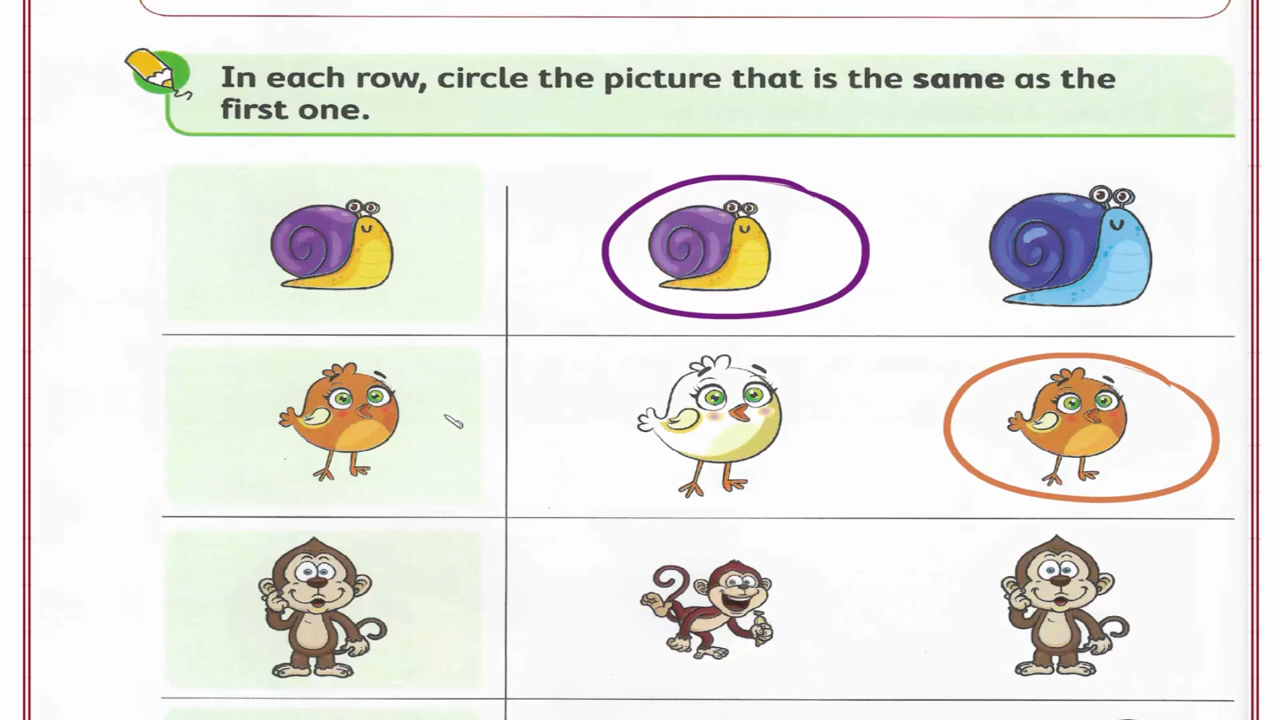 In each row, circle the picture that is the same as the
first one.